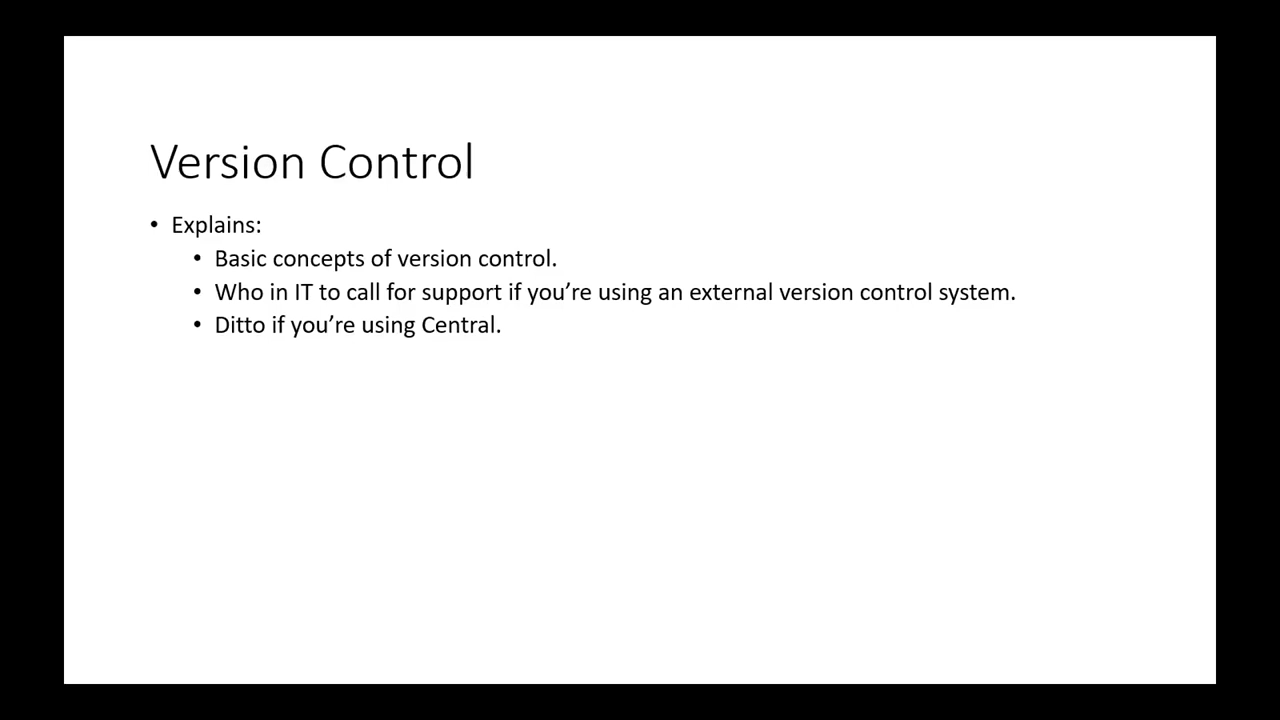 Version Control
• Explains:
• Basic concepts of version control.
• Who in IT to call for support if you’re using an external version control system.
• Ditto if you’re using Central.